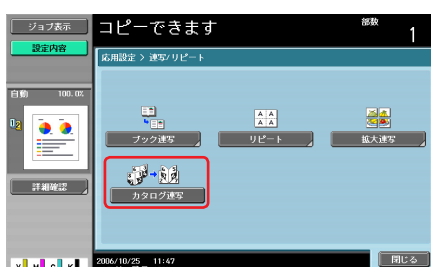 ジョブ表示
設定内容
コピーできます
部数
1
応用設定 > 連写/リピート
自動 100.0%
ブック連写
リピート
拡大連写
カタログ連写
詳細確認
2006/10/25 11:47
閉じる